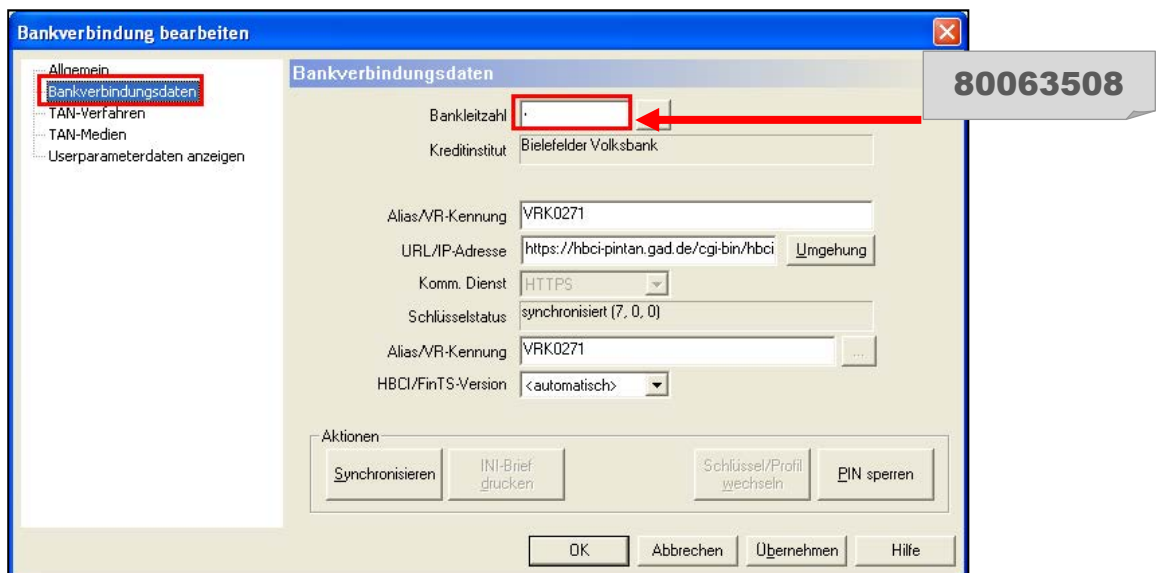 Bankverbindung bearbeiten
Allgemein
Bankverbindungsdaten
TAN-Verfahren
TAN-Medien
Userparameterdaten anzeigen
Bankverbindungsdaten
80063508
Bankleitzahl .
Kreditinstitut Bielefelder Volksbank
Alias/VR-Kennung VRK0271
URL/IP-Adresse https://hbci-pintan.gad.de/cgi-bin/hbci Umgehung
Komm. Dienst HTTPS
Schlüsselstatus synchronisiert (7, 0, 0)
Alias/VR-Kennung VRK0271 ...
HBCI/FinTS-Version <automatisch>
Aktionen
Synchronisieren
INI-Brief
drucken
Schlüssel/Profil
wechseln
PIN sperren
OK Abbrechen Übernehmen Hilfe